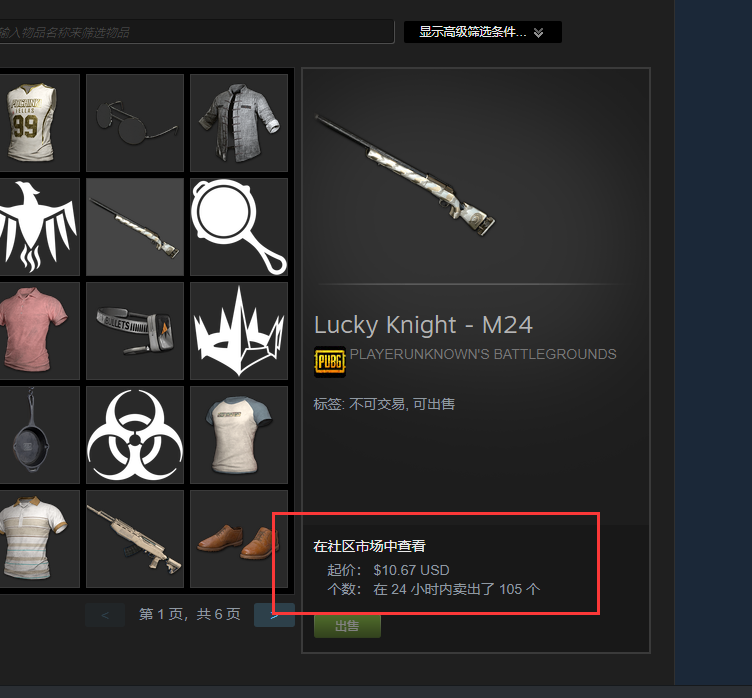 输入物品名称来筛选物品
显示高级筛选条件...
99
BULLETS
Lucky Knight - M24
PUBG
PLAYERUNKNOWN'S BATTLEGROUNDS
标签: 不可交易, 可出售
在社区市场中查看
起价: $10.67 USD
个数: 在 24 小时内卖出了 105 个
< 第 1 页，共 6 页 >
出售